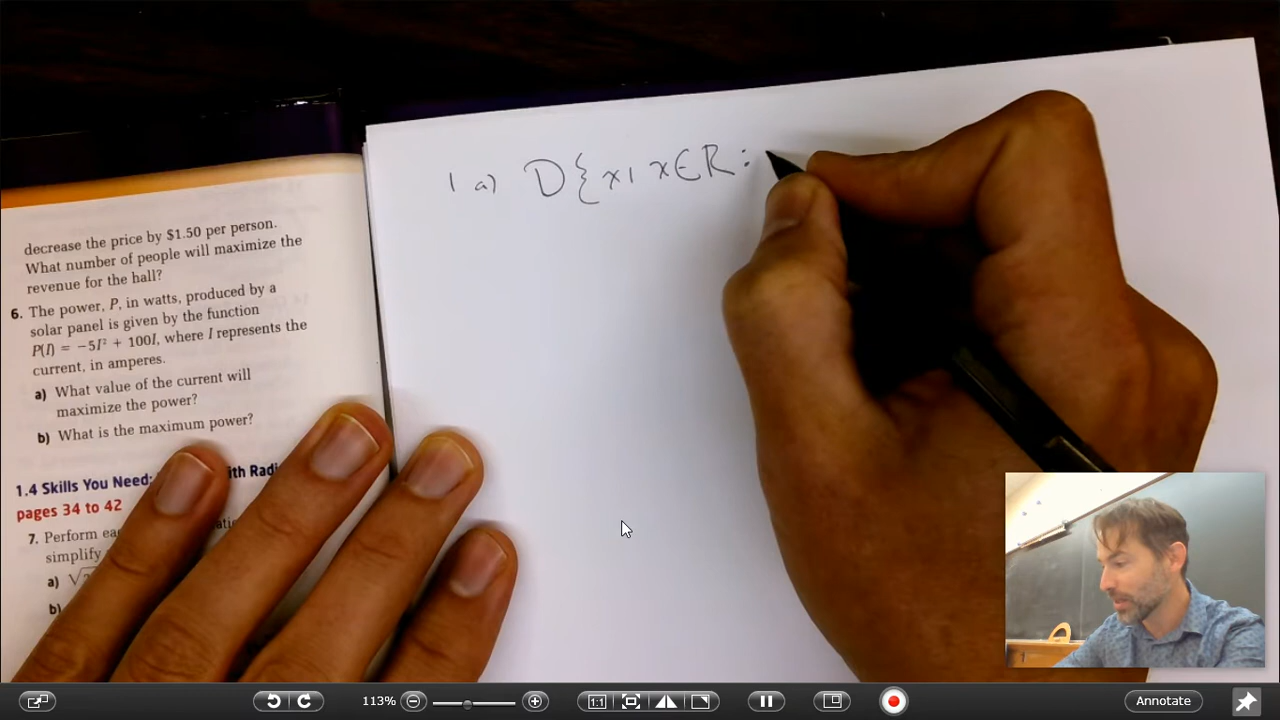 decrease the price by $1.50 per person.
What number of people will maximize the
revenue for the hall?
6. The power, P, in watts, produced by a
solar panel is given by the function
P(I) = −5I² + 100I, where I represents the
current, in amperes.
a) What value of the current will
maximize the power?
b) What is the maximum power?
1.4 Skills You Need:
pages 34 to 42
7. Perform
simplify
a) √
b)
1 a) D{x| x∈R :
113%
1:1
Annotate